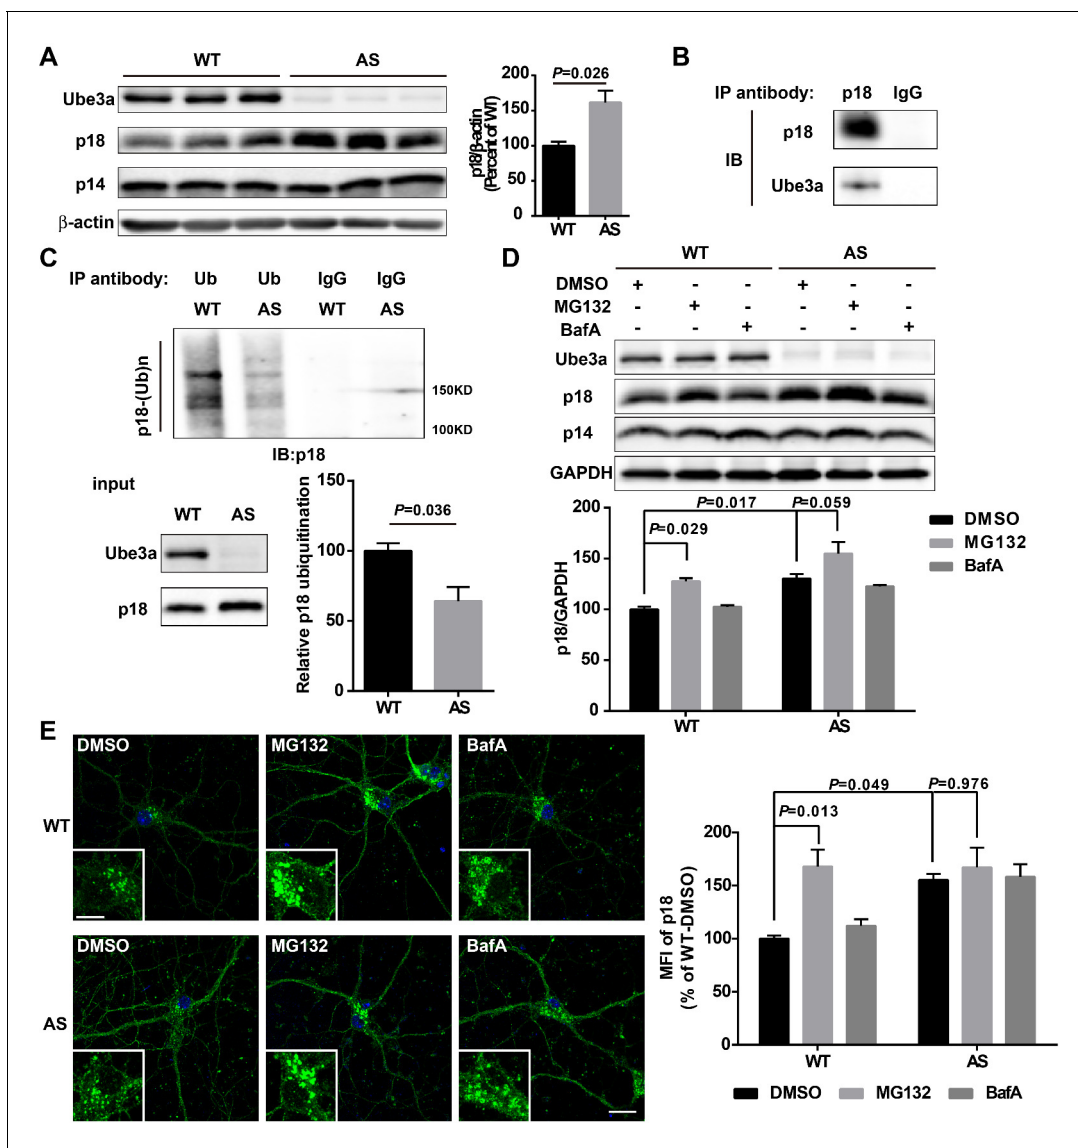 A
WT AS
Ube3a
p18
p14
β-actin
p18/β-actin
(Percent of WT)
200
150
100
50
0
P=0.026
WT AS
B
IP antibody: p18 IgG
IB
p18
Ube3a
C
IP antibody: Ub Ub IgG IgG
WT AS WT AS
p18-(Ub)n
150KD
100KD
IB:p18
input
WT AS
Ube3a
p18
Relative p18 ubiquitination
150
100
50
0
P=0.036
WT AS
D
WT AS
DMSO + - - + - -
MG132 - + - - + -
BafA - - + - - +
Ube3a
p18
p14
GAPDH
p18/GAPDH
200
150
100
50
0
P=0.017
P=0.059
P=0.029
WT AS
DMSO
MG132
BafA
E
DMSO MG132 BafA
WT
DMSO MG132 BafA
AS
MFI of p18
(% of WT-DMSO)
200
150
100
50
0
P=0.049
P=0.976
P=0.013
WT AS
DMSO MG132 BafA